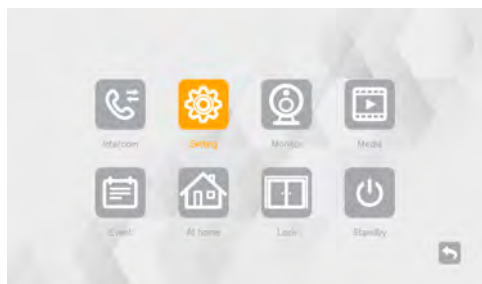 Intercom
Setting
Monitor
Media
Event
At home
Lock
Standby